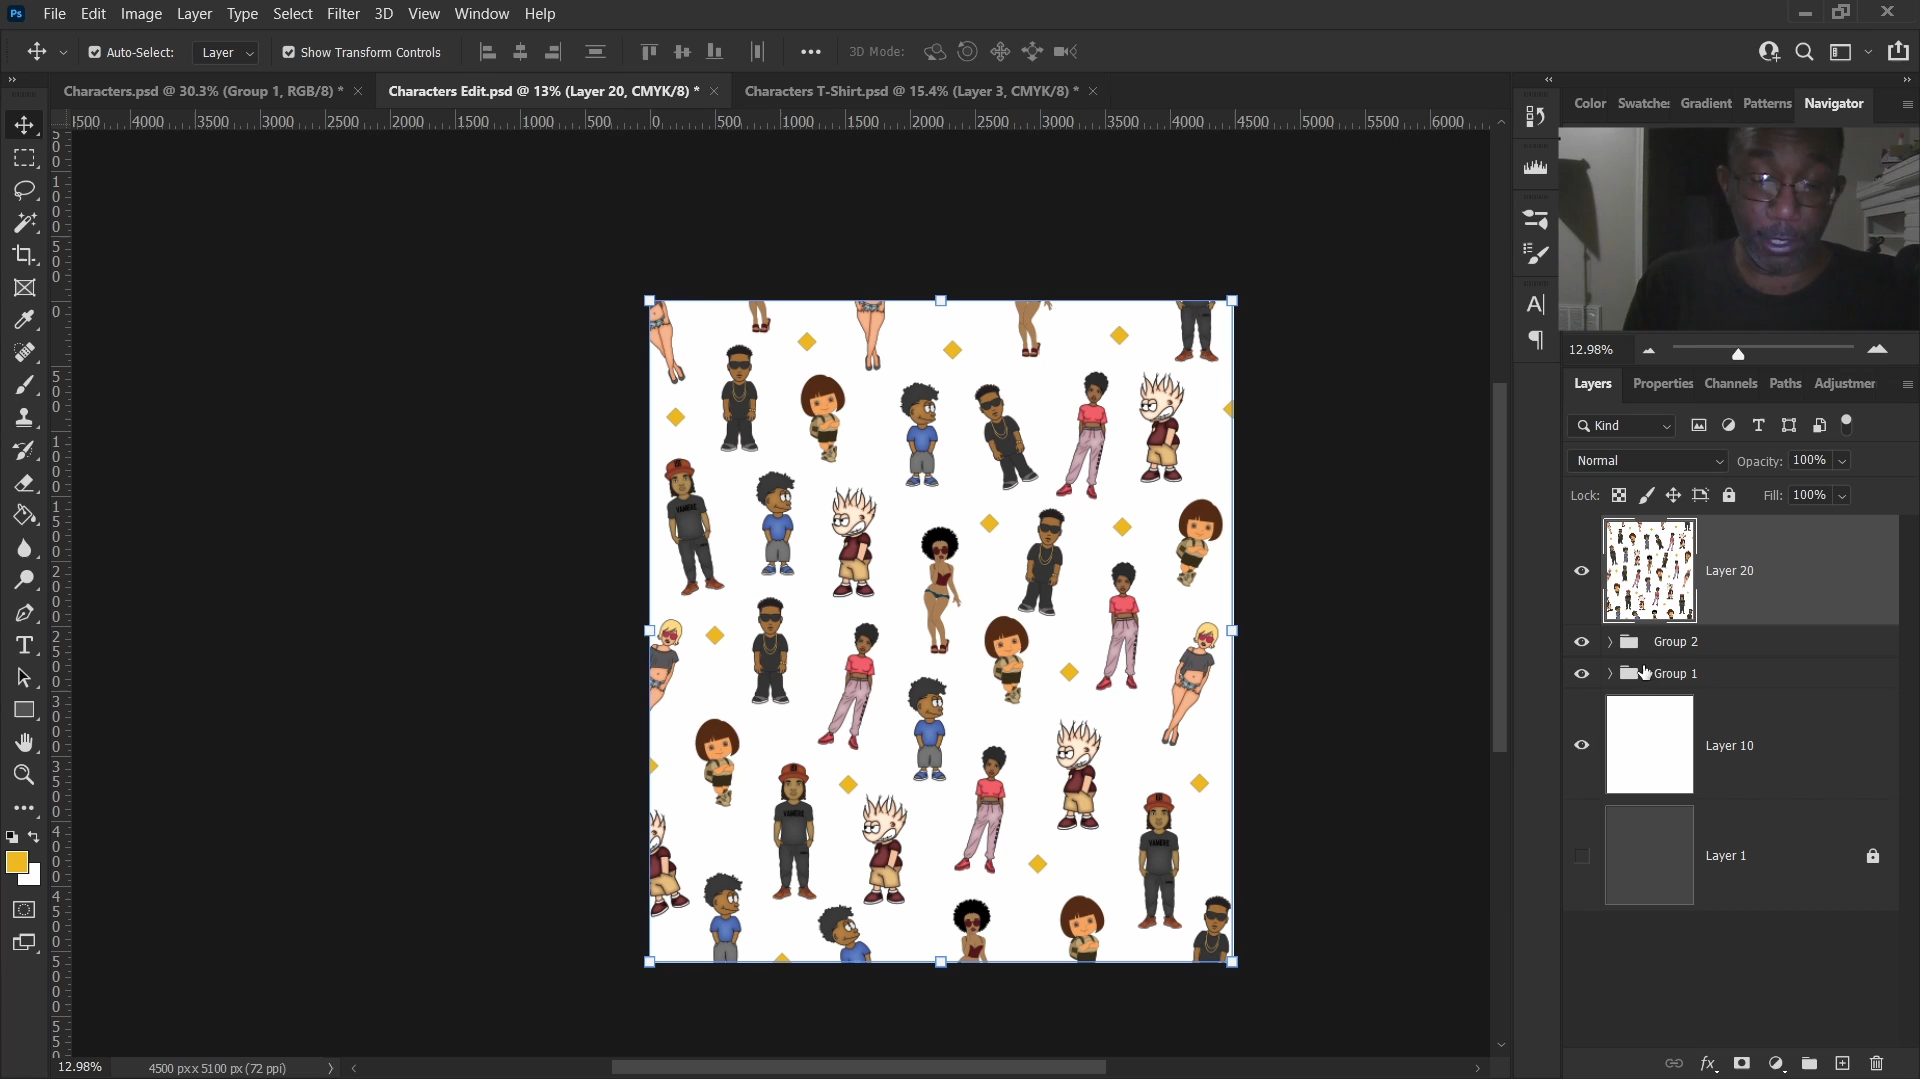 Ps File Edit Image Layer Type Select Filter 3D View Window Help
Auto-Select: Layer Show Transform Controls 3D Mode:
Characters.psd @ 30.3% (Group 1, RGB/8) * Characters Edit.psd @ 13% (Layer 20, CMYK/8) * Characters T-Shirt.psd @ 15.4% (Layer 3, CMYK/8) *
4500 4000 3500 3000 2500 2000 1500 1000 500 0 500 1000 1500 2000 2500 3000 3500 4000 4500 5000 5500 6000
Color Swatches Gradient Patterns Navigator
12.98%
Layers Properties Channels Paths Adjustmer
Kind
Normal Opacity: 100%
Lock: Fill: 100%
Layer 20
Group 2
Group 1
Layer 10
Layer 1
VAMERE
VAMERE
VAMERE
12.98% 4500 px x 5100 px (72 ppi)